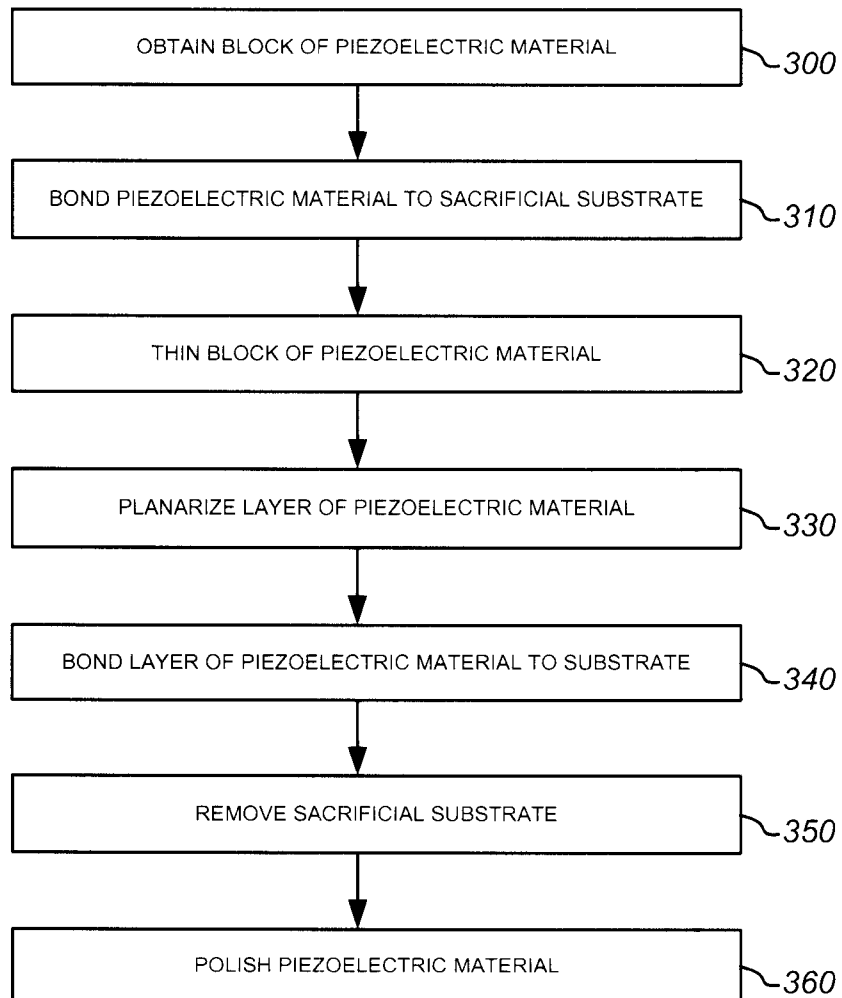 OBTAIN BLOCK OF PIEZOELECTRIC MATERIAL
300
BOND PIEZOELECTRIC MATERIAL TO SACRIFICIAL SUBSTRATE
310
THIN BLOCK OF PIEZOELECTRIC MATERIAL
320
PLANARIZE LAYER OF PIEZOELECTRIC MATERIAL
330
BOND LAYER OF PIEZOELECTRIC MATERIAL TO SUBSTRATE
340
REMOVE SACRIFICIAL SUBSTRATE
350
POLISH PIEZOELECTRIC MATERIAL
360